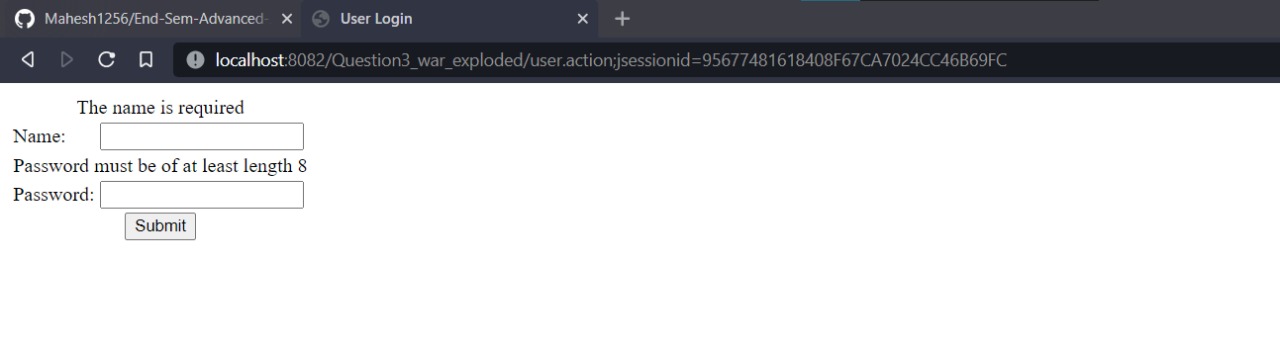 Mahesh1256/End-Sem-Advanced-
User Login
localhost:8082/Question3_war_exploded/user.action;jsessionid=95677481618408F67CA7024CC46B69FC
The name is required
Name:
Password must be of at least length 8
Password:
Submit